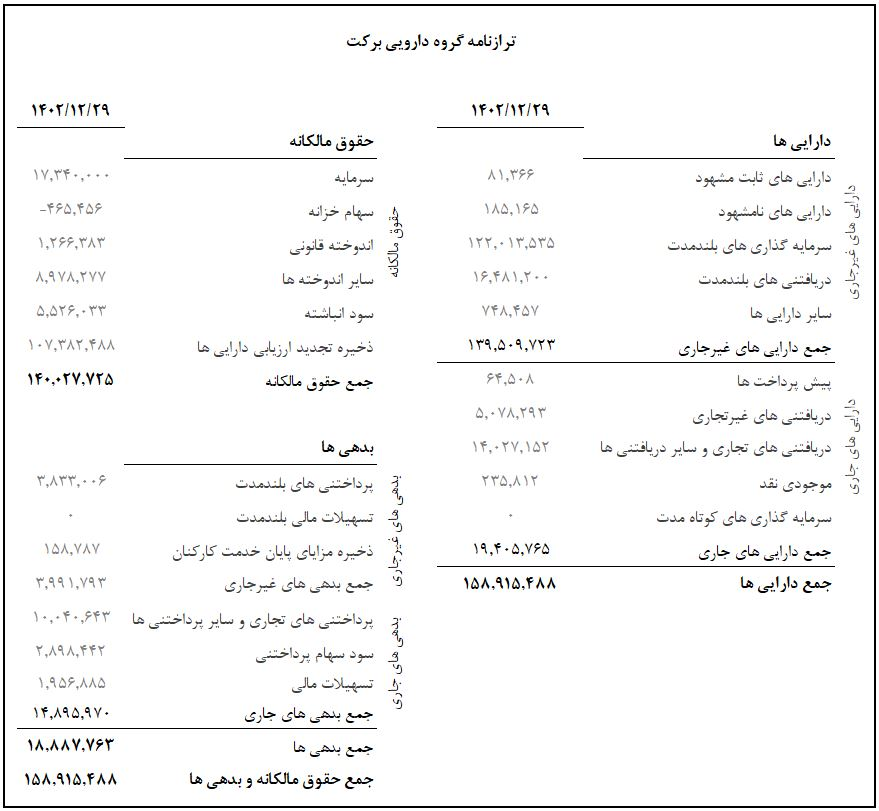 ترازنامه گروه دارویی برکت
۱۴۰۲/۱۲/۲۹
دارایی ها
دارایی های غیرجاری
دارایی های ثابت مشهود ۸۱,۳۶۶
دارایی های نامشهود ۱۸۵,۱۶۵
سرمایه گذاری های بلندمدت ۱۲۲,۰۱۳,۵۳۵
دریافتنی های بلندمدت ۱۶,۴۸۱,۲۰۰
سایر دارایی ها ۷۴۸,۴۵۷
جمع دارایی های غیرجاری ۱۳۹,۵۰۹,۷۲۳
دارایی های جاری
پیش پرداخت ها ۶۴,۵۰۸
دریافتنی های غیرتجاری ۵,۰۷۸,۲۹۳
دریافتنی های تجاری و سایر دریافتنی ها ۱۴,۰۲۷,۱۵۲
موجودی نقد ۲۳۵,۸۱۲
سرمایه گذاری های کوتاه مدت ۰
جمع دارایی های جاری ۱۹,۴۰۵,۷۶۵
جمع دارایی ها ۱۵۸,۹۱۵,۴۸۸
۱۴۰۲/۱۲/۲۹
حقوق مالکانه
حقوق مالکانه
سرمایه ۱۷,۳۴۰,۰۰۰
سهام خزانه -۴۶۵,۴۵۶
اندوخته قانونی ۱,۲۶۶,۳۸۳
سایر اندوخته ها ۸,۹۷۸,۲۷۷
سود انباشته ۵,۵۲۶,۰۳۳
ذخیره تجدید ارزیابی دارایی ها ۱۰۷,۳۸۲,۴۸۸
جمع حقوق مالکانه ۱۴۰,۰۲۷,۷۲۵
بدهی ها
بدهی های غیرجاری
پرداختنی های بلندمدت ۳,۸۳۳,۰۰۶
تسهیلات مالی بلندمدت ۰
ذخیره مزایای پایان خدمت کارکنان ۱۵۸,۷۸۷
جمع بدهی های غیرجاری ۳,۹۹۱,۷۹۳
بدهی های جاری
پرداختنی های تجاری و سایر پرداختنی ها ۱۰,۰۴۰,۶۴۳
سود سهام پرداختنی ۲,۸۹۸,۴۴۲
تسهیلات مالی ۱,۹۵۶,۸۸۵
جمع بدهی های جاری ۱۴,۸۹۵,۹۷۰
جمع بدهی ها ۱۸,۸۸۷,۷۶۳
جمع حقوق مالکانه و بدهی ها ۱۵۸,۹۱۵,۴۸۸